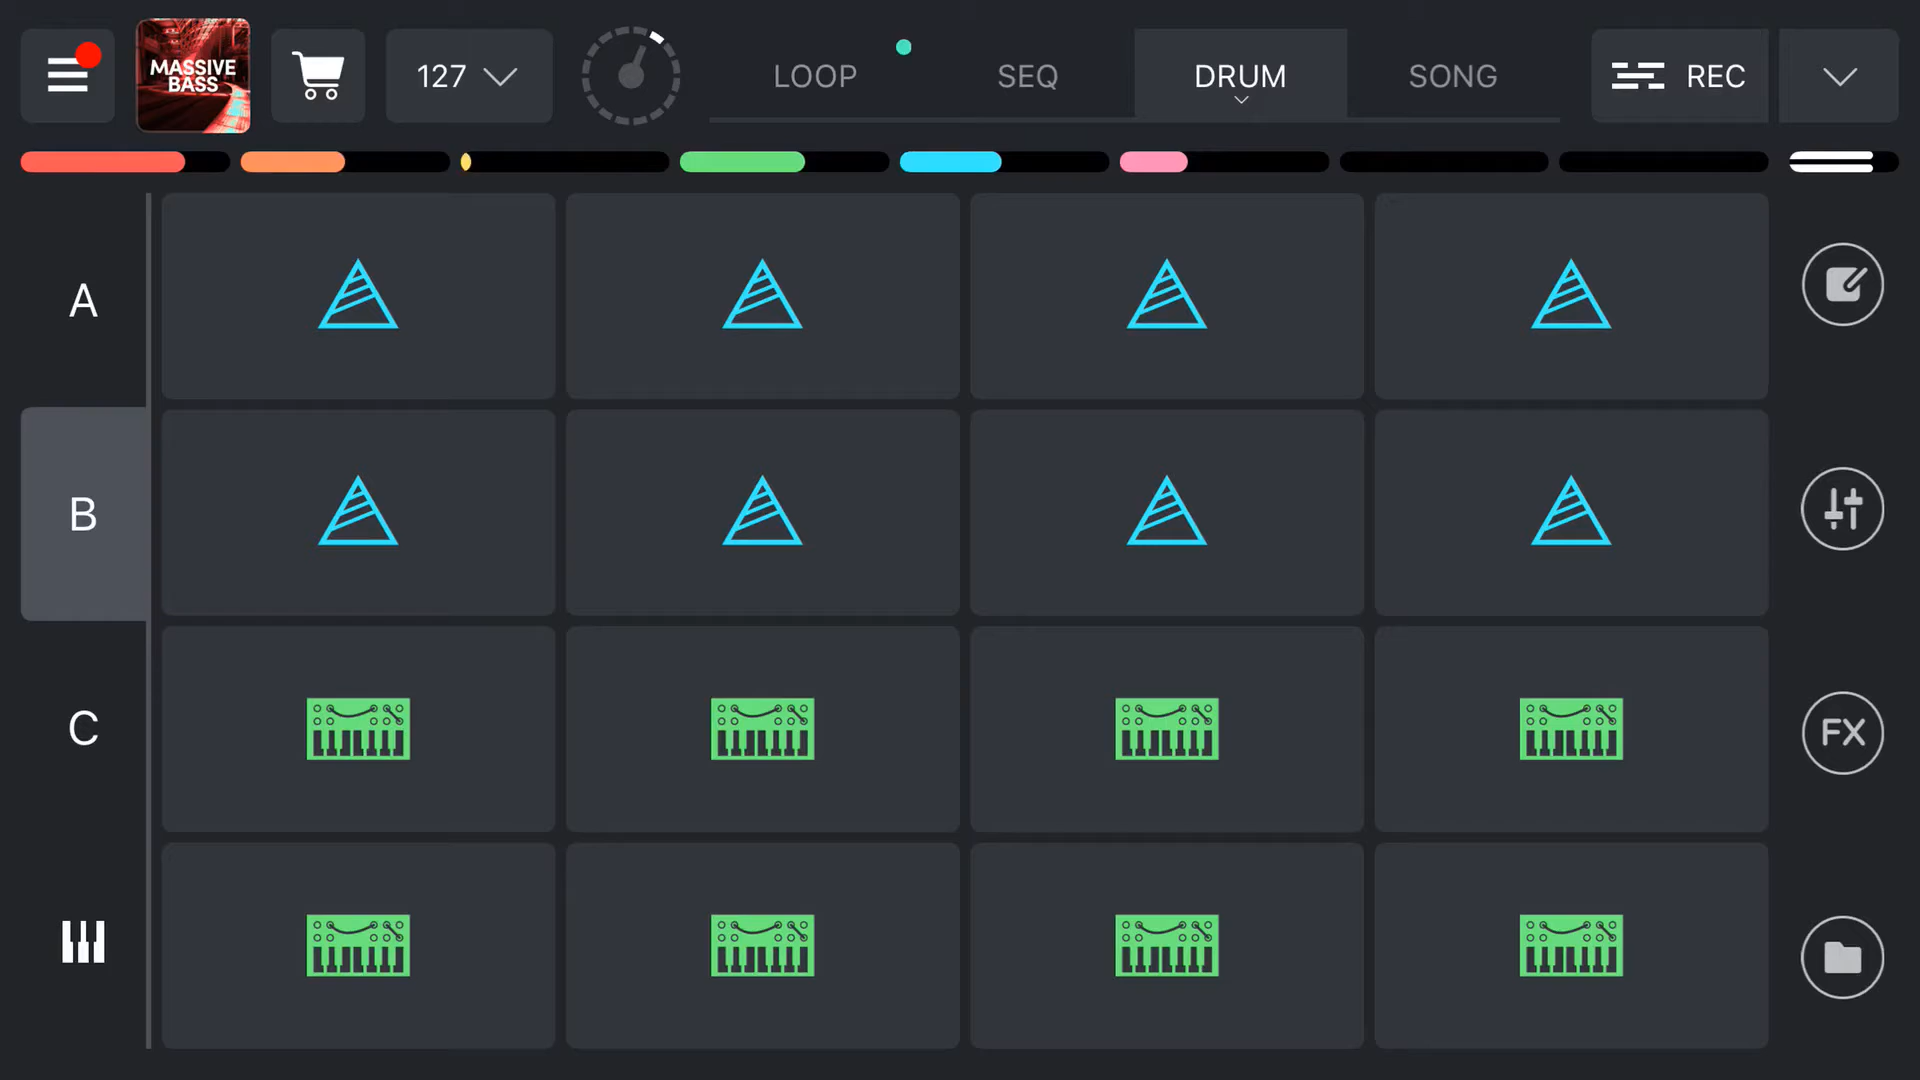 MASSIVE
BASS
127
LOOP
SEQ
DRUM
SONG
REC
A
B
C
FX